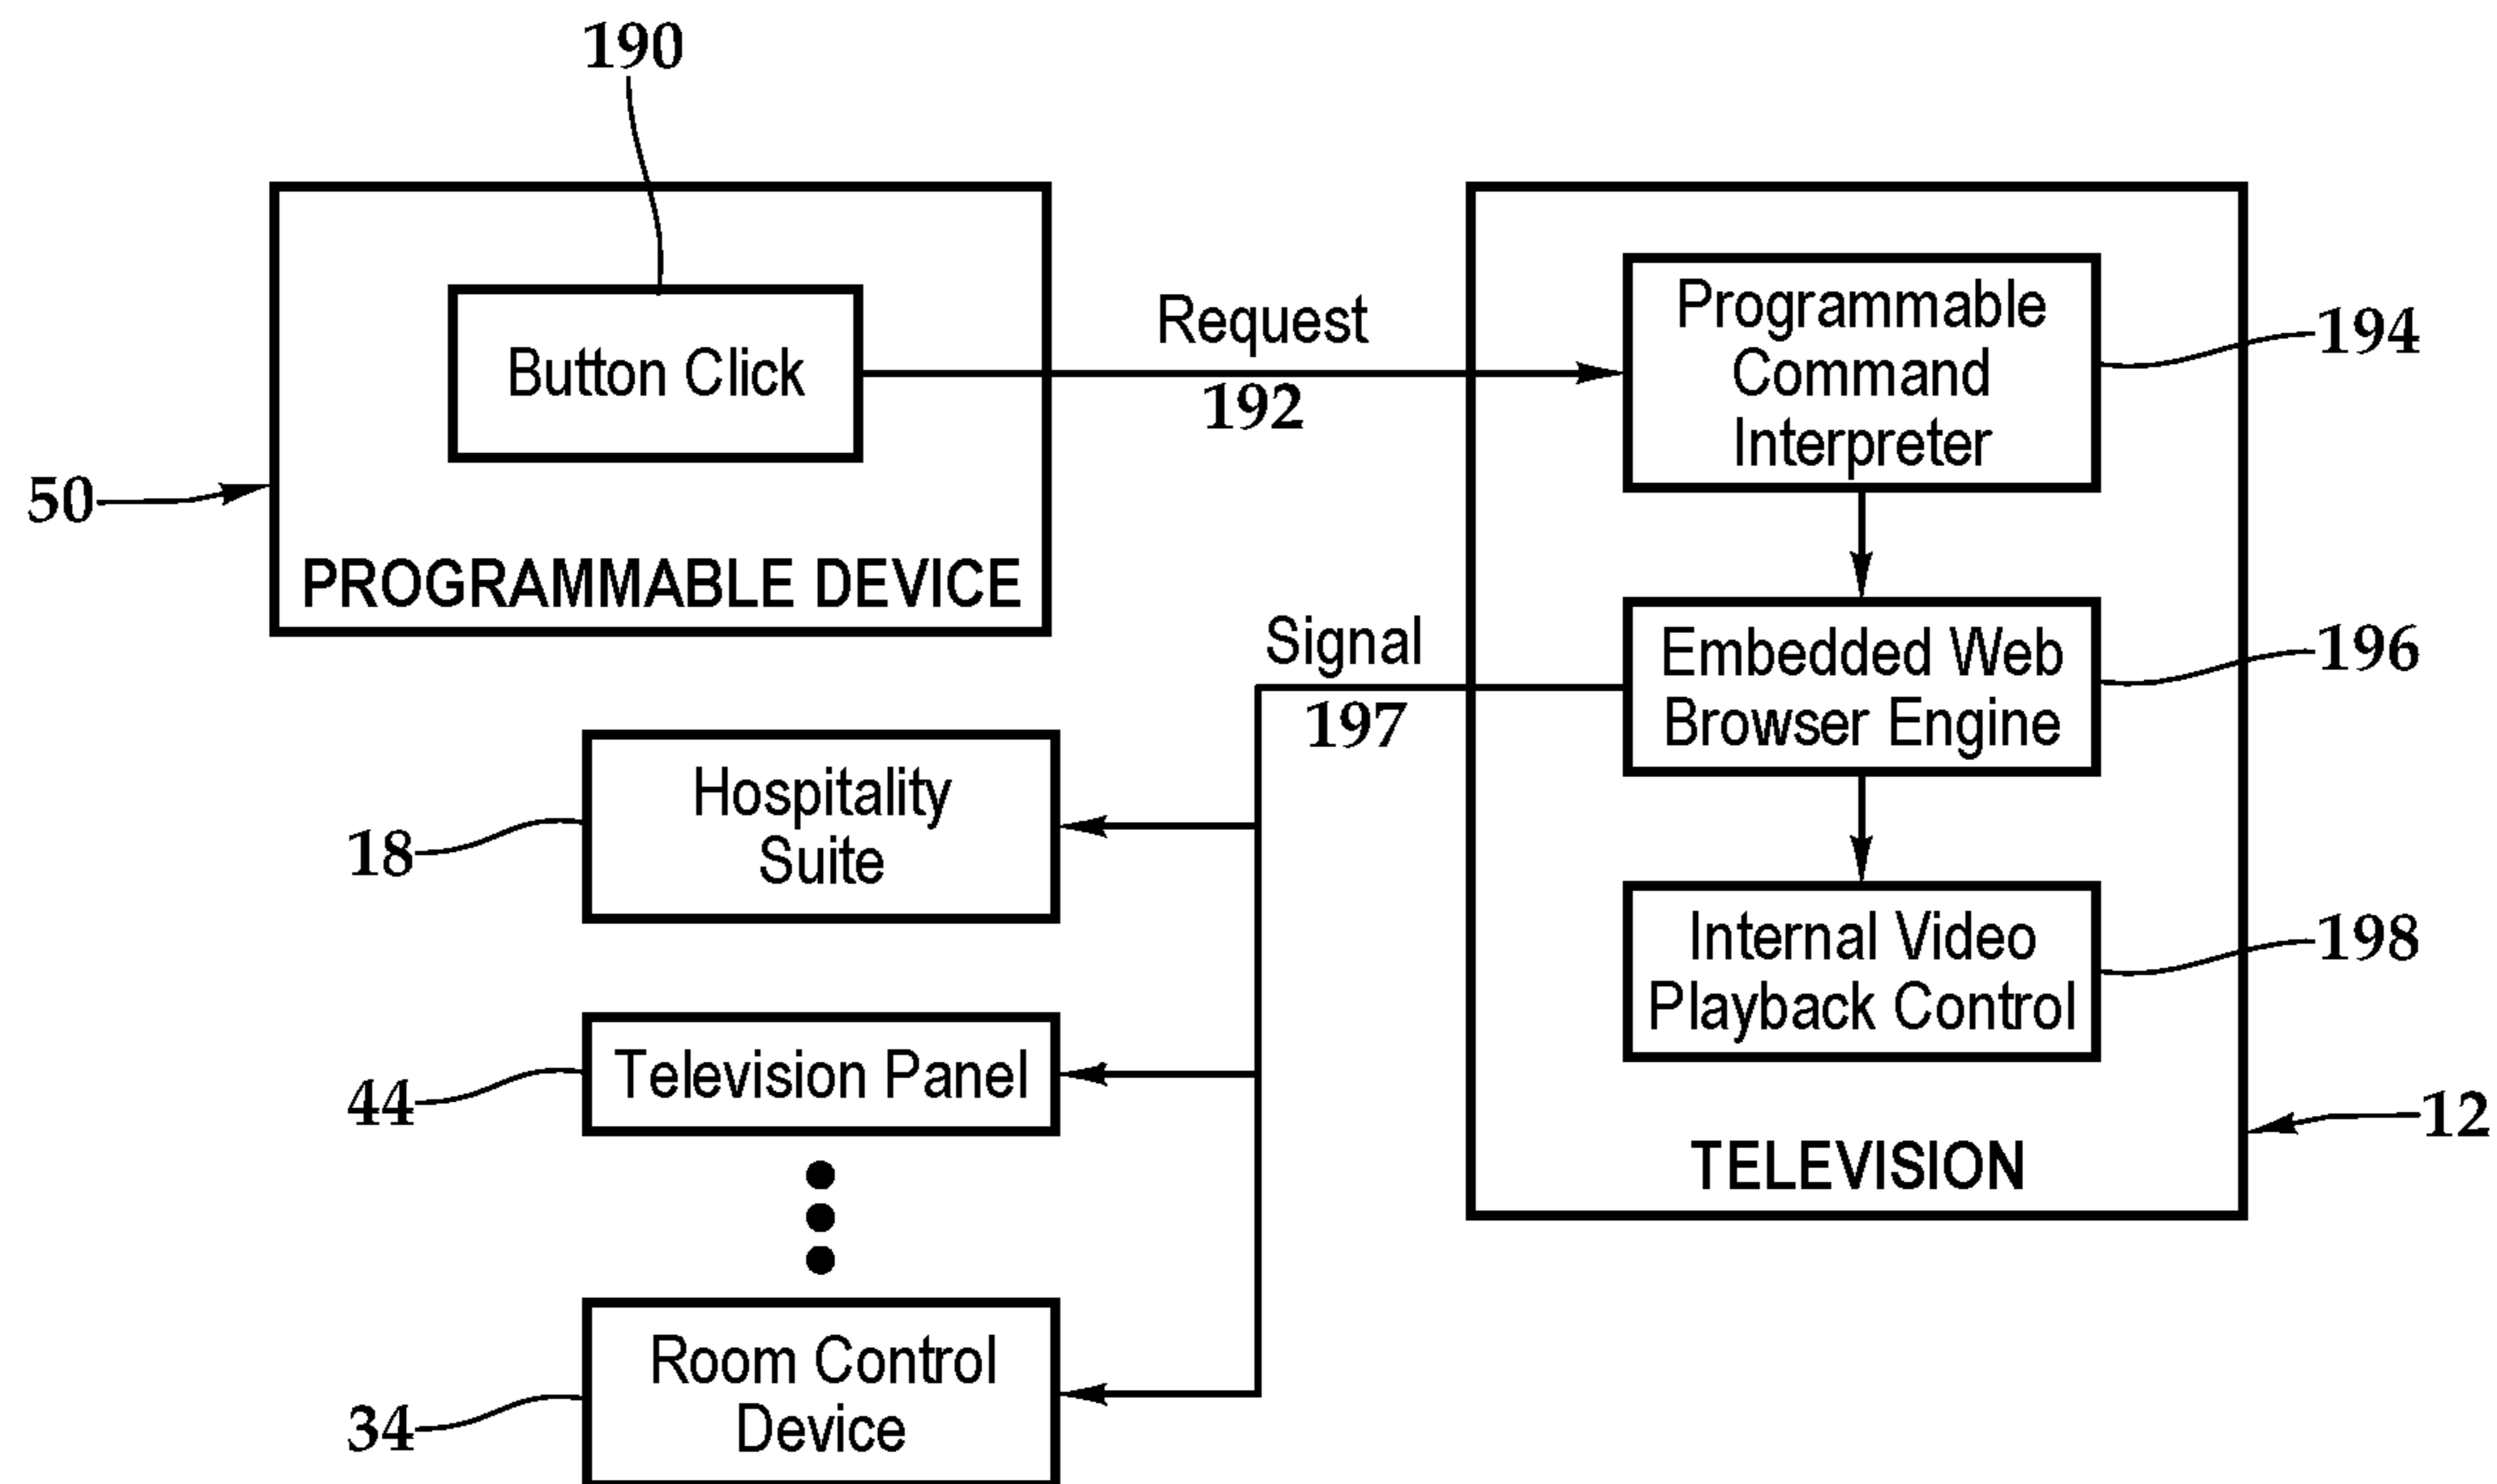 190
Button Click
50
PROGRAMMABLE DEVICE
Request
192
Programmable
Command
Interpreter
194
Signal
197
Embedded Web
Browser Engine
196
Internal Video
Playback Control
198
TELEVISION
12
Hospitality
Suite
18
Television Panel
44
Room Control
Device
34